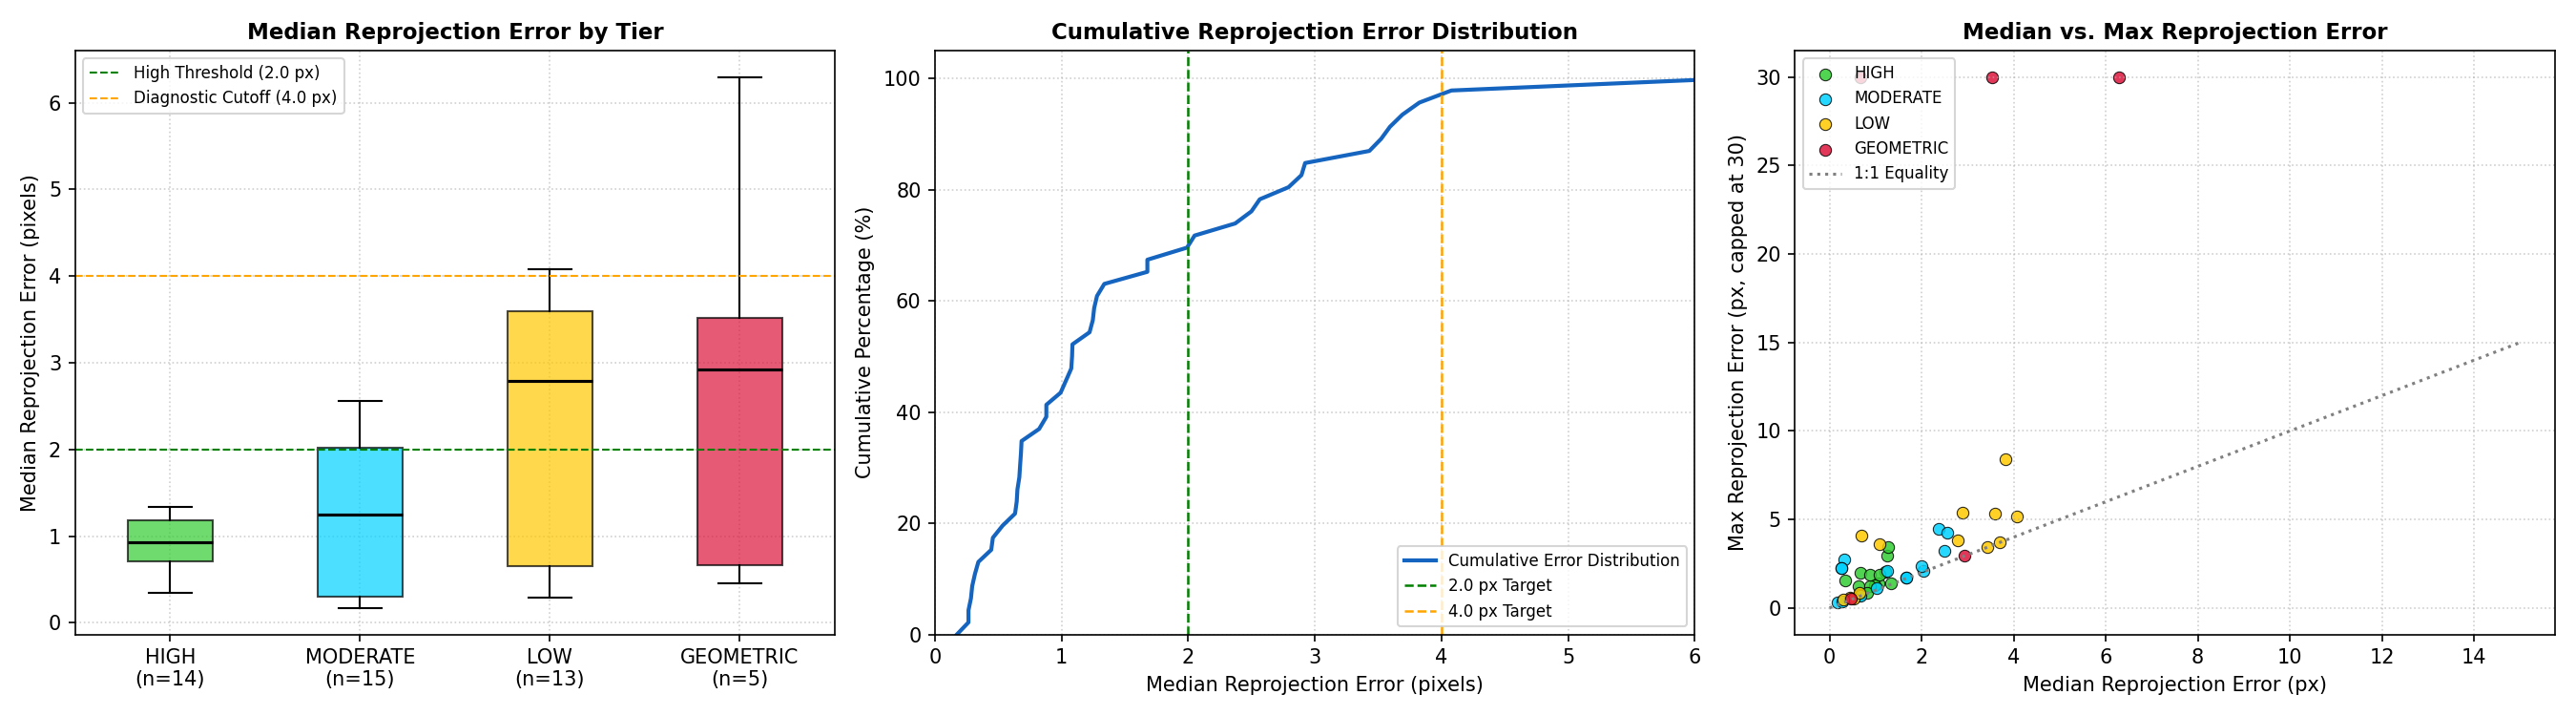 Median Reprojection Error by Tier
High Threshold (2.0 px)
Diagnostic Cutoff (4.0 px)
Median Reprojection Error (pixels)
6
5
4
3
2
1
0
HIGH
(n=14)
MODERATE
(n=15)
LOW
(n=13)
GEOMETRIC
(n=5)
Cumulative Reprojection Error Distribution
Cumulative Percentage (%)
100
80
60
40
20
0
Cumulative Error Distribution
2.0 px Target
4.0 px Target
0 1 2 3 4 5 6
Median Reprojection Error (pixels)
Median vs. Max Reprojection Error
HIGH
MODERATE
LOW
GEOMETRIC
1:1 Equality
Max Reprojection Error (px, capped at 30)
30
25
20
15
10
5
0
0 2 4 6 8 10 12 14
Median Reprojection Error (px)